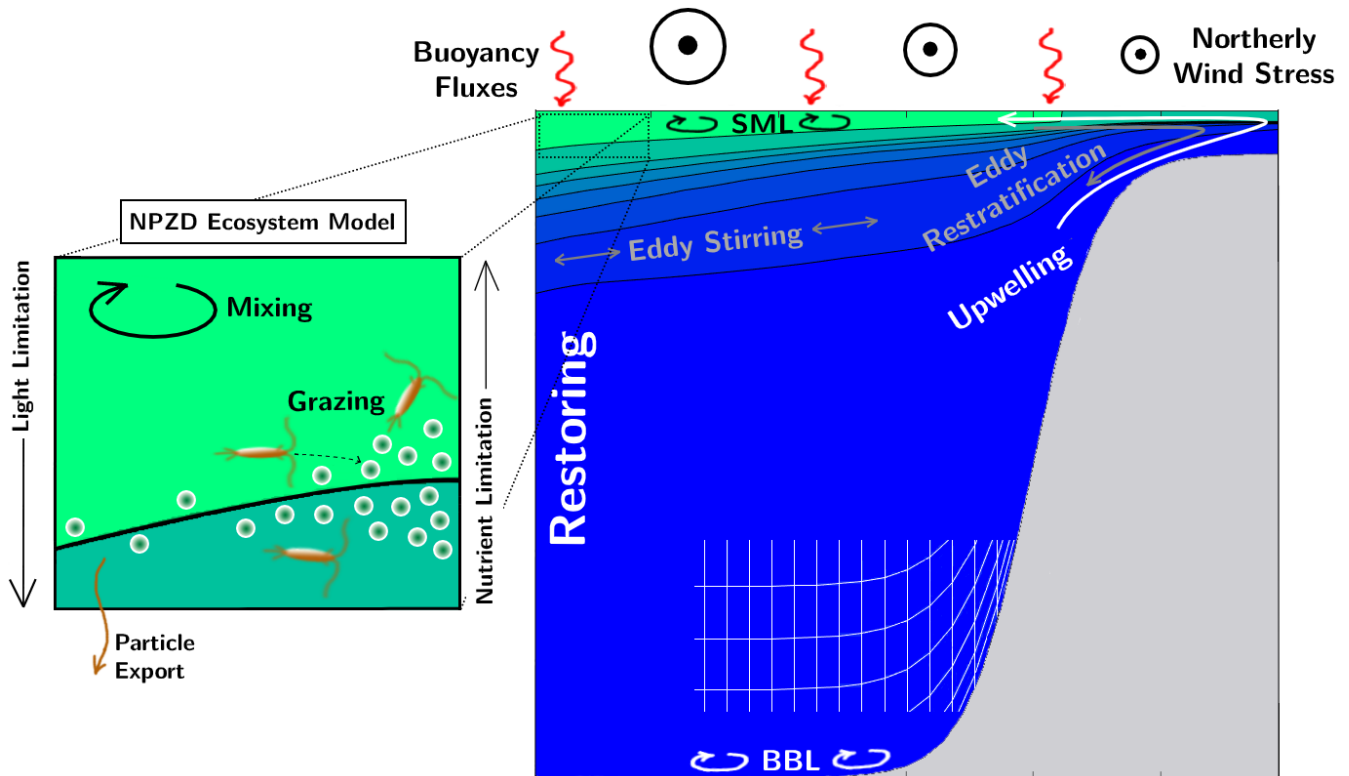 Buoyancy
Fluxes
Northerly
Wind Stress
SML
Eddy
Restratification
Eddy Stirring
Upwelling
NPZD Ecosystem Model
Light Limitation
Mixing
Grazing
Nutrient Limitation
Particle
Export
Restoring
BBL